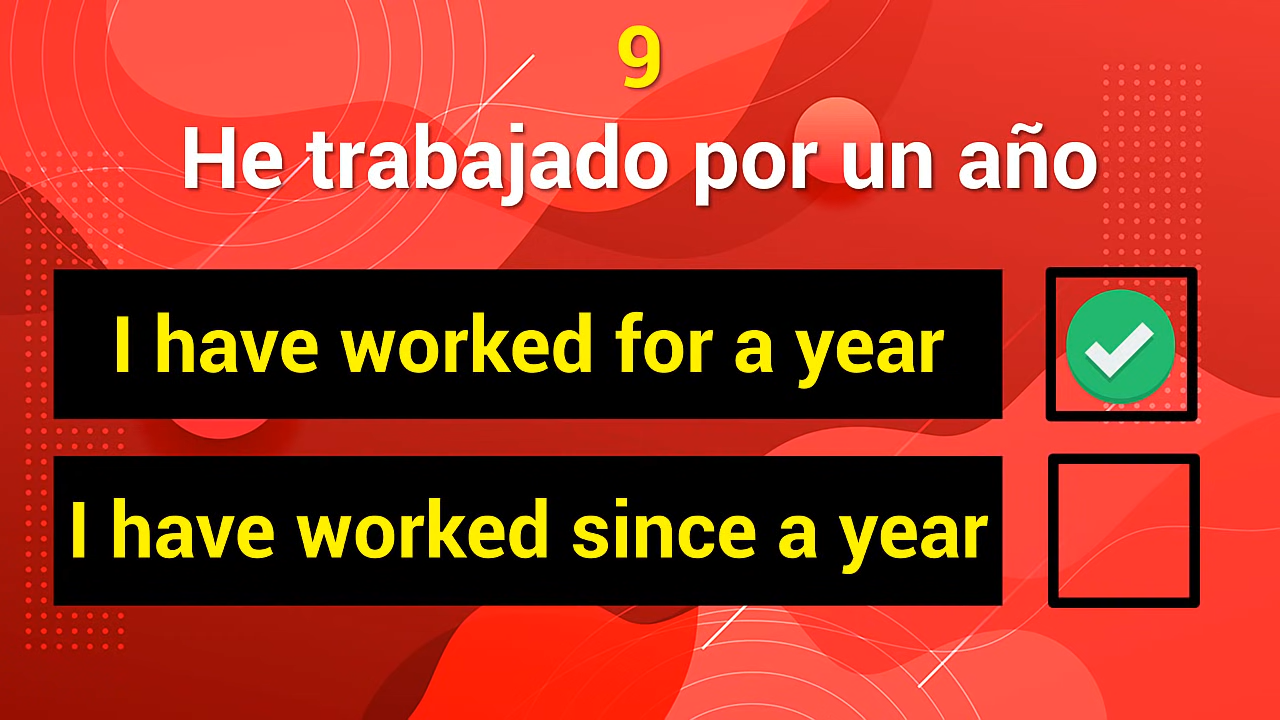 9
He trabajado por un año
I have worked for a year
I have worked since a year